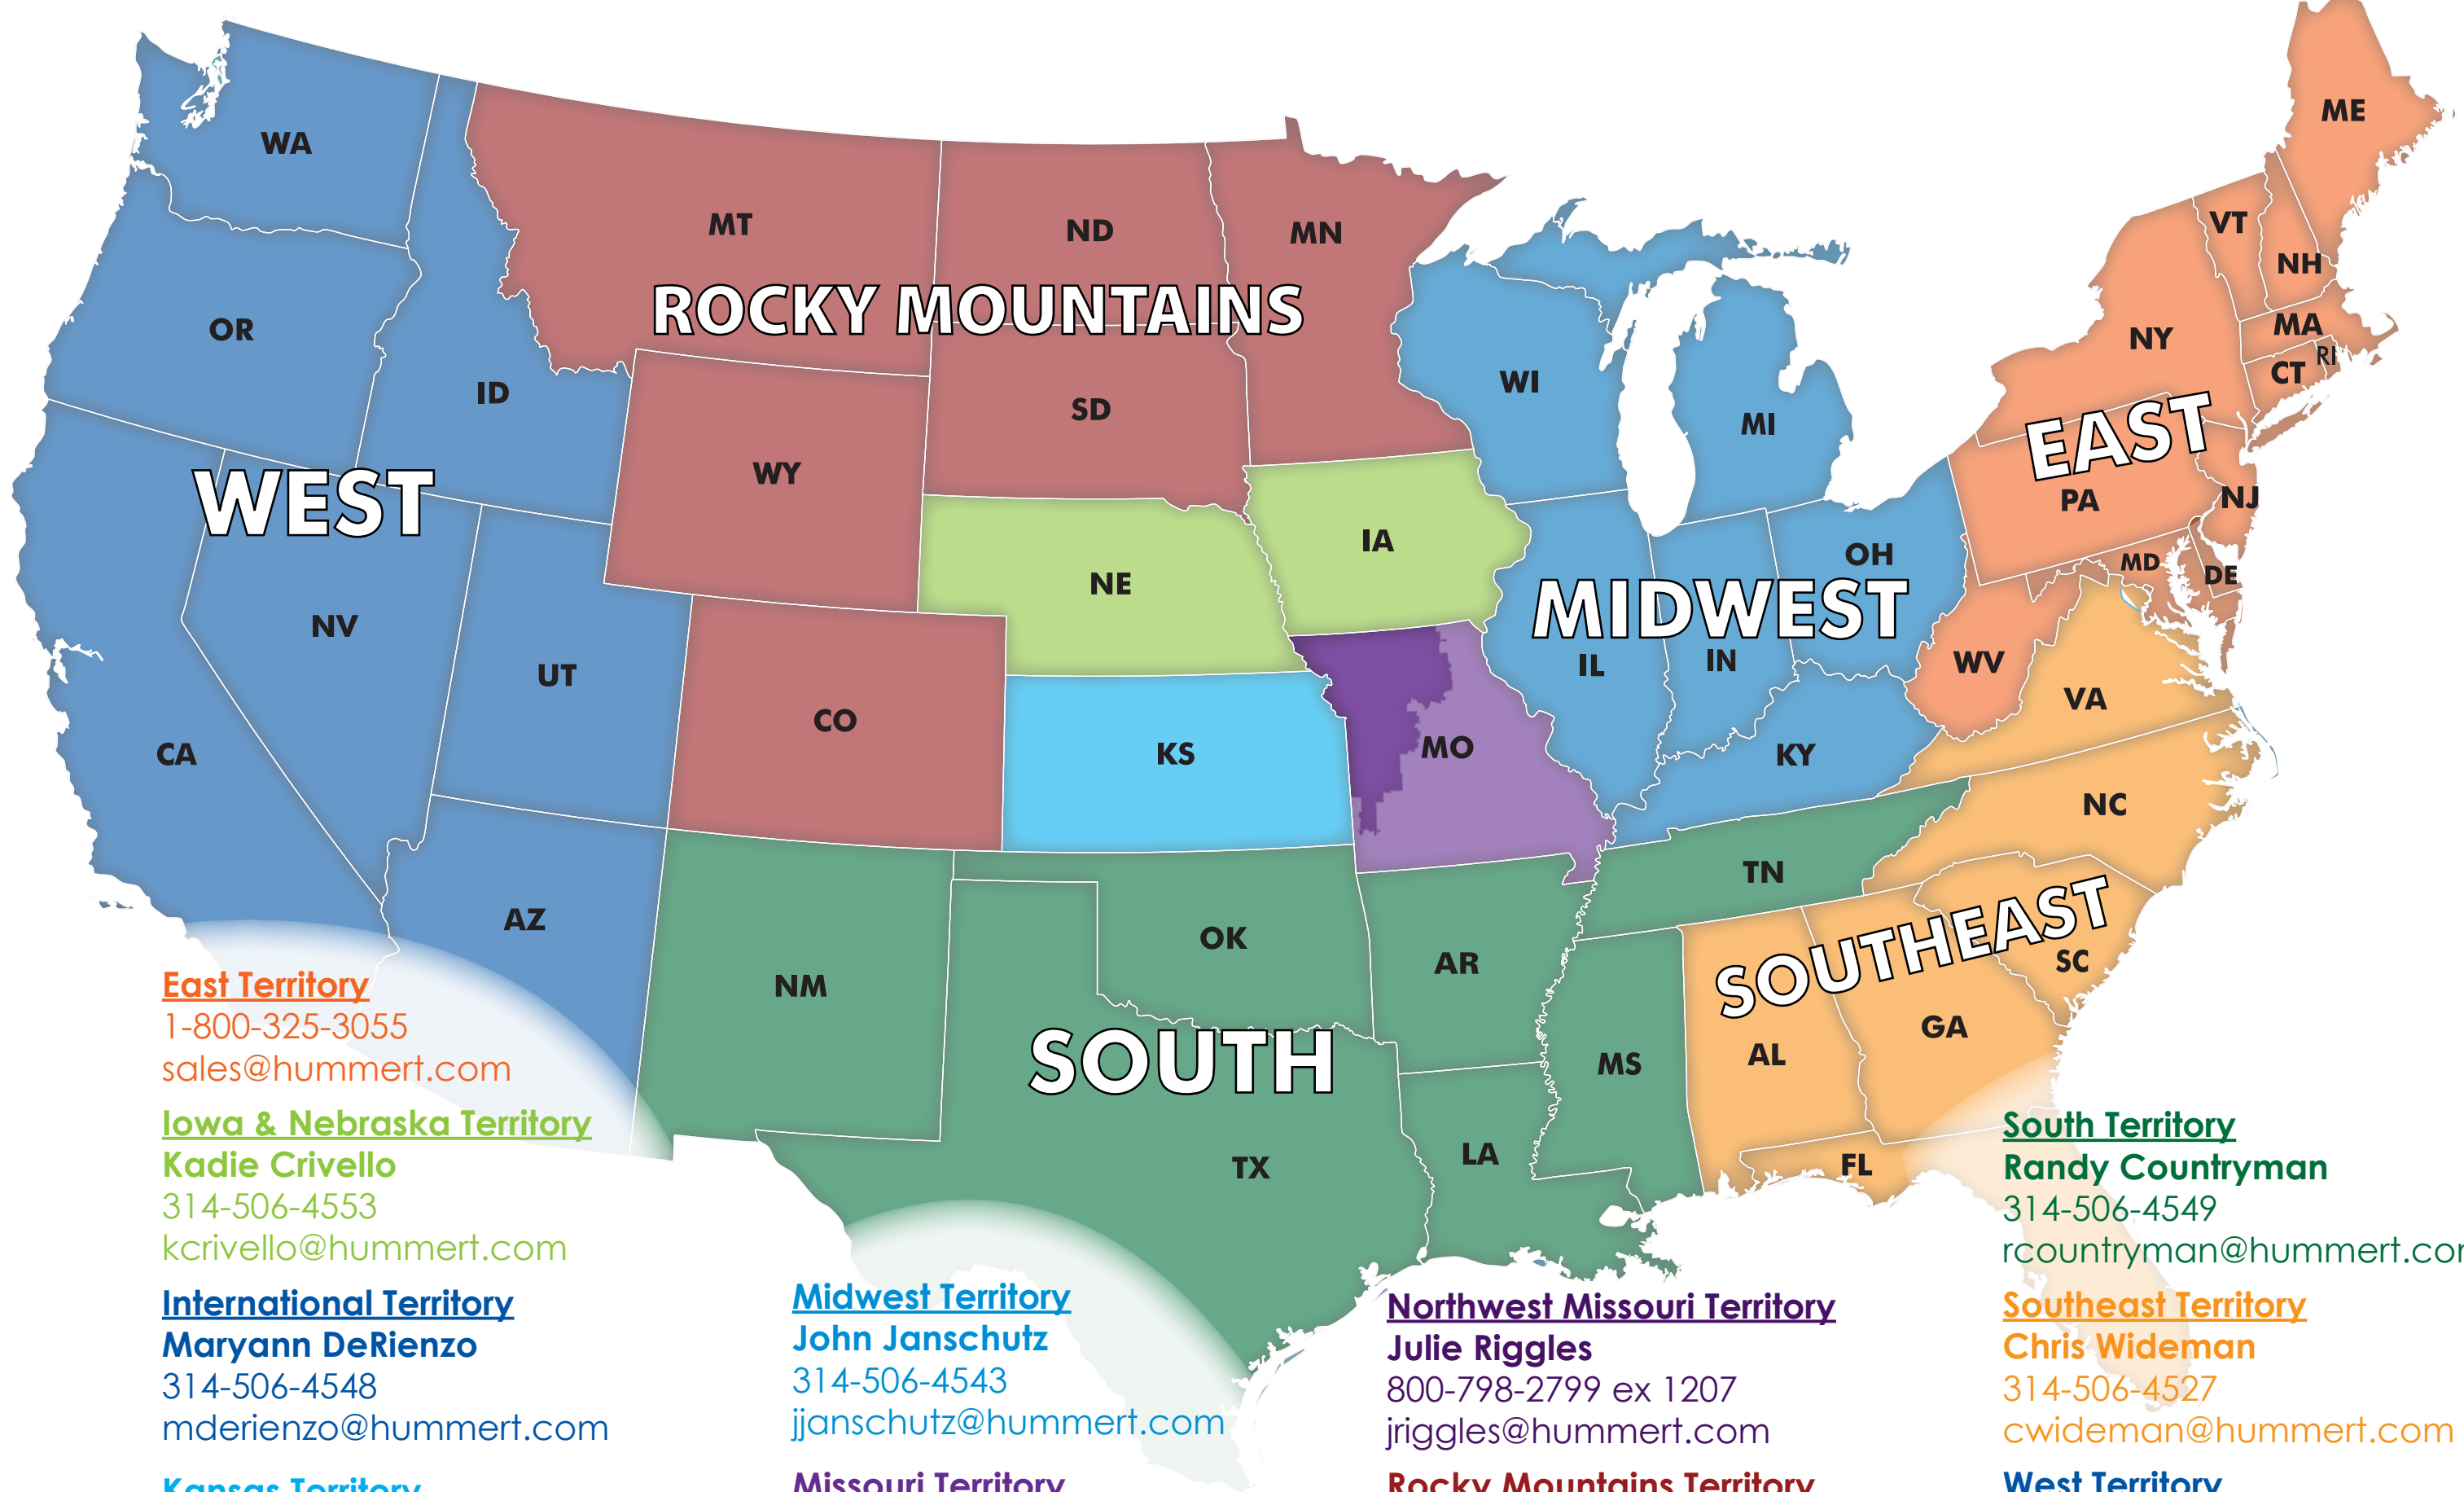 WA
MT
ND
MN
ME
VT
NH
OR
ROCKY MOUNTAINS
MA
NY
RI
CT
ID
SD
WI
MI
EAST
WY
WEST
PA
NJ
IA
OH
MD
DE
NE
MIDWEST
NV
UT
IL
IN
WV
VA
CO
KS
MO
CA
KY
NC
TN
AZ
OK
AR
SOUTHEAST
SC
NM
GA
SOUTH
MS
AL
LA
TX
FL
East Territory
1-800-325-3055
sales@hummert.com
Iowa & Nebraska Territory
Kadie Crivello
314-506-4553
kcrivello@hummert.com
International Territory
Maryann DeRienzo
314-506-4548
mderienzo@hummert.com
Kansas Territory
Midwest Territory
John Janschutz
314-506-4543
jjanschutz@hummert.com
Missouri Territory
Northwest Missouri Territory
Julie Riggles
800-798-2799 ex 1207
jriggles@hummert.com
Rocky Mountains Territory
South Territory
Randy Countryman
314-506-4549
rcountryman@hummert.co
Southeast Territory
Chris Wideman
314-506-4527
cwideman@hummert.com
West Territory